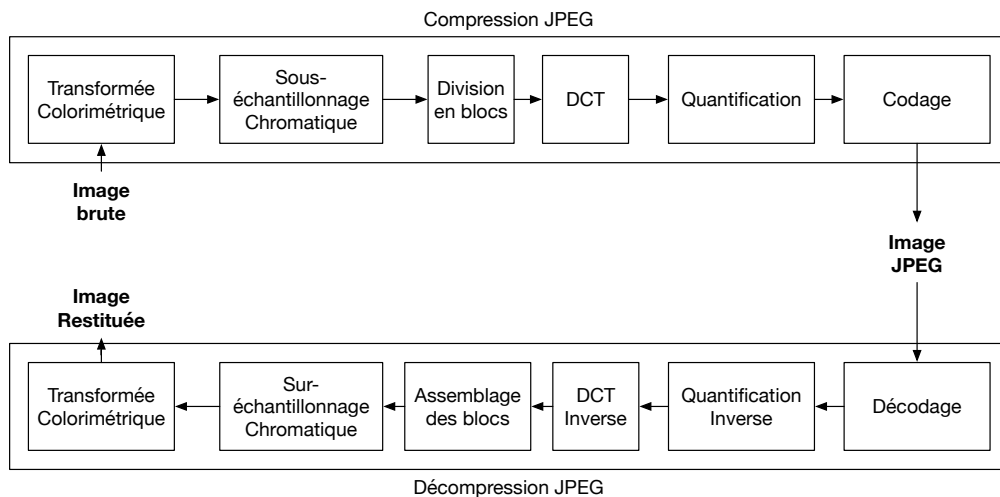 Compression JPEG
Transformée
Colorimétrique
Sous-
échantillonnage
Chromatique
Division
en blocs
DCT
Quantification
Codage
Image
brute
Image
JPEG
Image
Restituée
Transformée
Colorimétrique
Sur-
échantillonnage
Chromatique
Assemblage
des blocs
DCT
Inverse
Quantification
Inverse
Décodage
Décompression JPEG